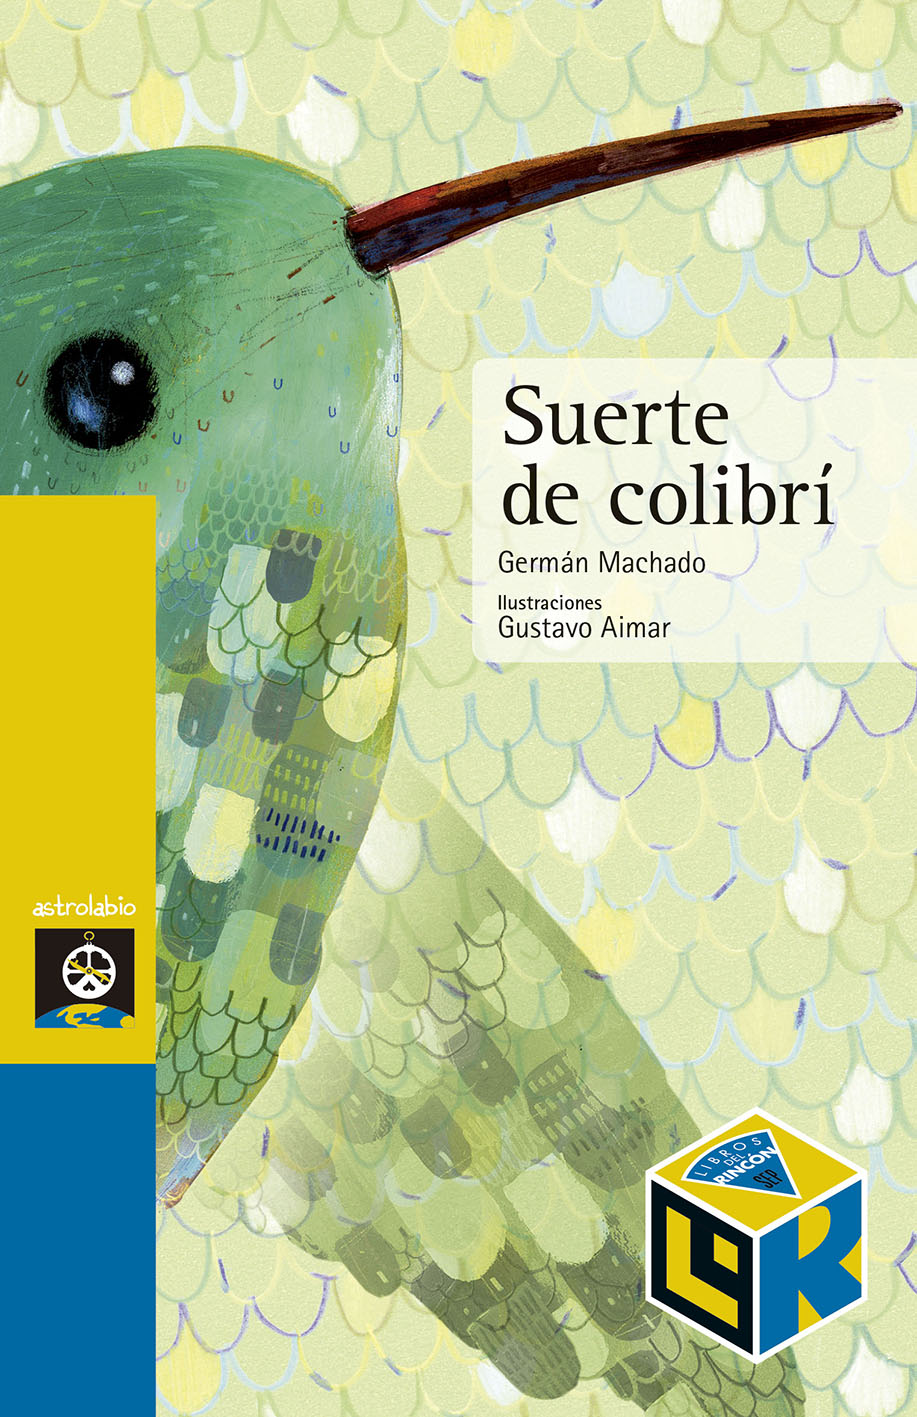 Suerte
de colibrí
Germán Machado
Ilustraciones
Gustavo Aimar
astrolabio
LIBROS
DEL
RINCÓN
SEP
L
R